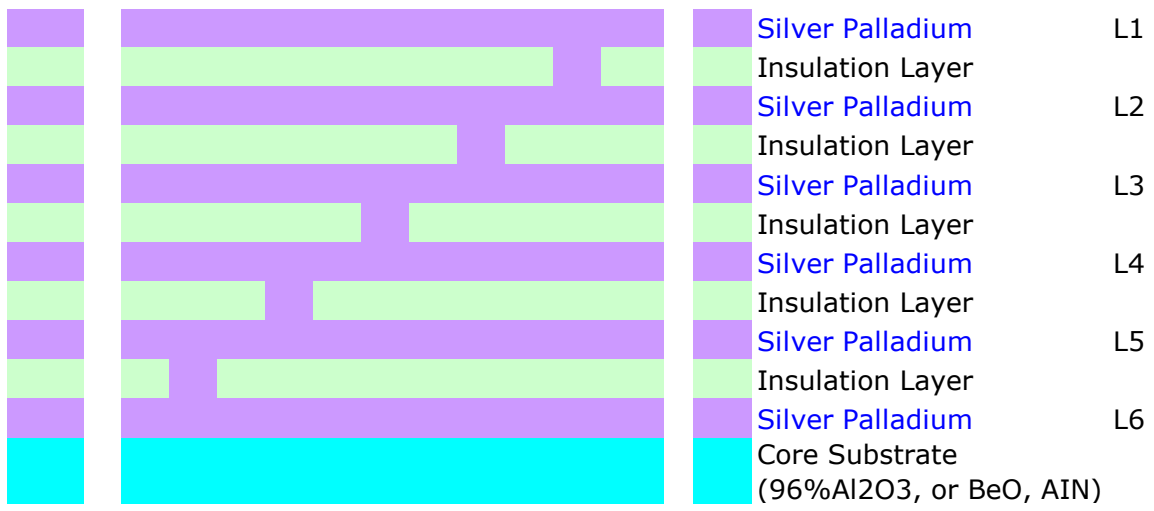 Silver Palladium L1
Insulation Layer
Silver Palladium L2
Insulation Layer
Silver Palladium L3
Insulation Layer
Silver Palladium L4
Insulation Layer
Silver Palladium L5
Insulation Layer
Silver Palladium L6
Core Substrate
(96%Al2O3, or BeO, AIN)